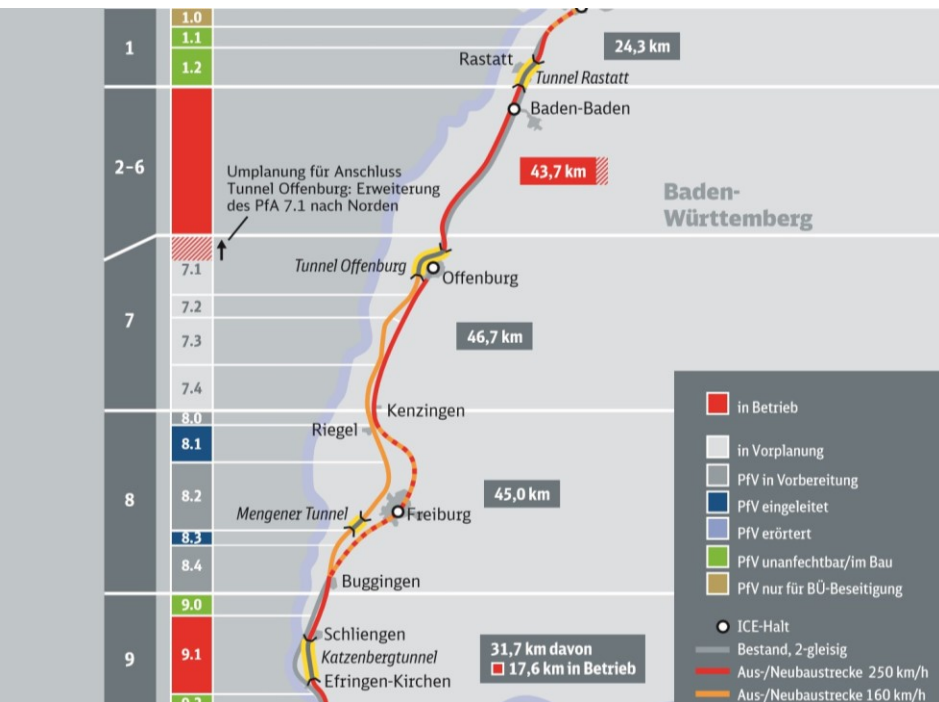 1
1.0
1.1
1.2
24,3 km
Rastatt
Tunnel Rastatt
Baden-Baden
2–6
Umplanung für Anschluss
Tunnel Offenburg: Erweiterung
des PfA 7.1 nach Norden
43,7 km
Baden-
Württemberg
Tunnel Offenburg
Offenburg
7
7.1
7.2
7.3
7.4
46,7 km
Kenzingen
Riegel
8
8.0
8.1
8.2
8.3
8.4
45,0 km
Mengener Tunnel
Freiburg
Buggingen
9
9.0
9.1
Schliengen
Katzenbergtunnel
Efringen-Kirchen
31,7 km davon
17,6 km in Betrieb
in Betrieb
in Vorplanung
PfV in Vorbereitung
PfV eingeleitet
PfV erörtert
PfV unanfechtbar/im Bau
PfV nur für BÜ-Beseitigung
ICE-Halt
Bestand, 2-gleisig
Aus-/Neubaustrecke 250 km/h
Aus-/Neubaustrecke 160 km/h